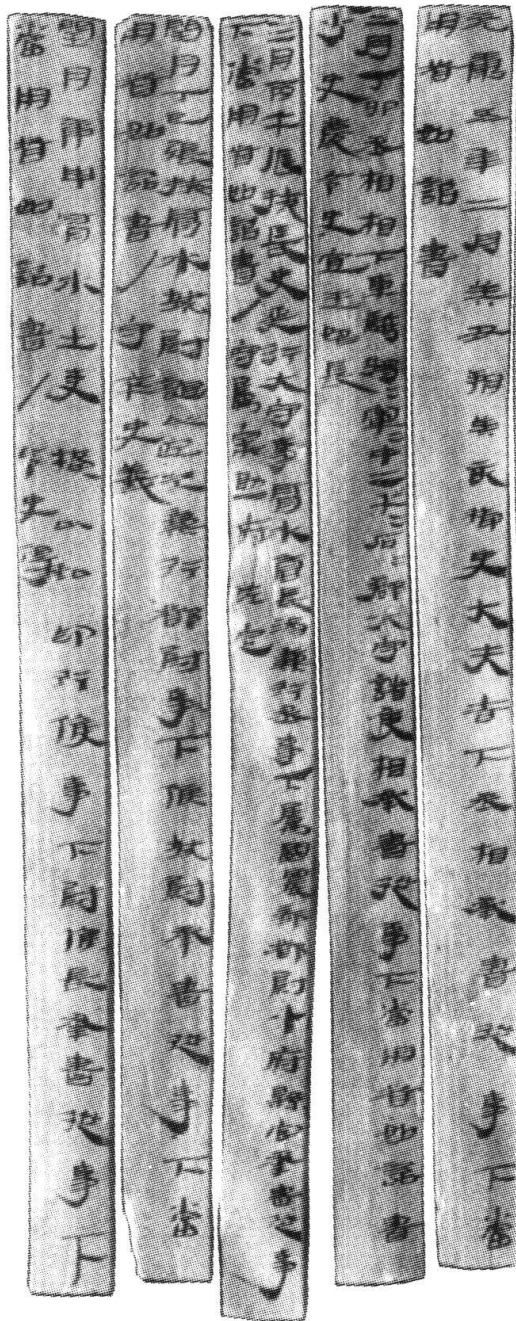 元康五年二月癸丑朔癸亥御史大夫吉下丞相承書從事下當
用者如詔書
二月丁卯丞相相下車騎將=軍=中二=千=石=郡大守諸侯相承書從事下當用者如詔書
少史慶令史宜王始長
三月丙午張掖長史延行大守事肩水倉長湯兼行丞事下屬國農部都尉小府縣官承書從事
下當用者如詔書/守屬宗助府佐定
閏月丁巳張掖肩水城尉誼以近次兼行都尉事下候城尉承書從事下當
用者如詔書/守卒史義
閏月庚申肩水士吏橫以私印行候事下尉候長承書從事下
當用者如詔書/令史得